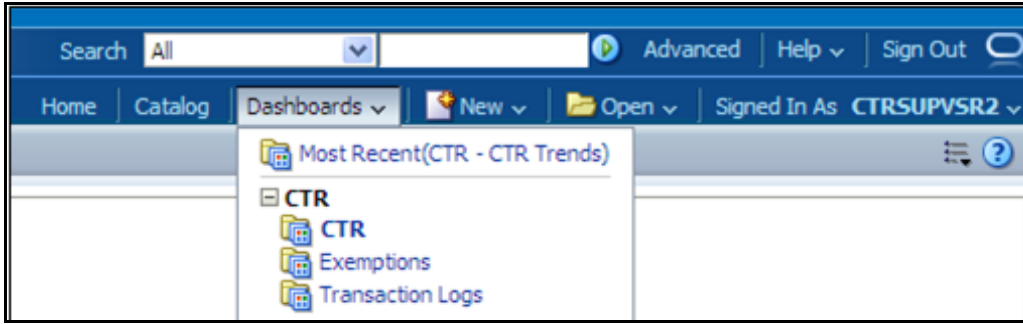 Search All Advanced Help Sign Out
Home Catalog Dashboards New Open Signed In As CTRSUPVSR2
Most Recent(CTR - CTR Trends)
CTR
CTR
Exemptions
Transaction Logs